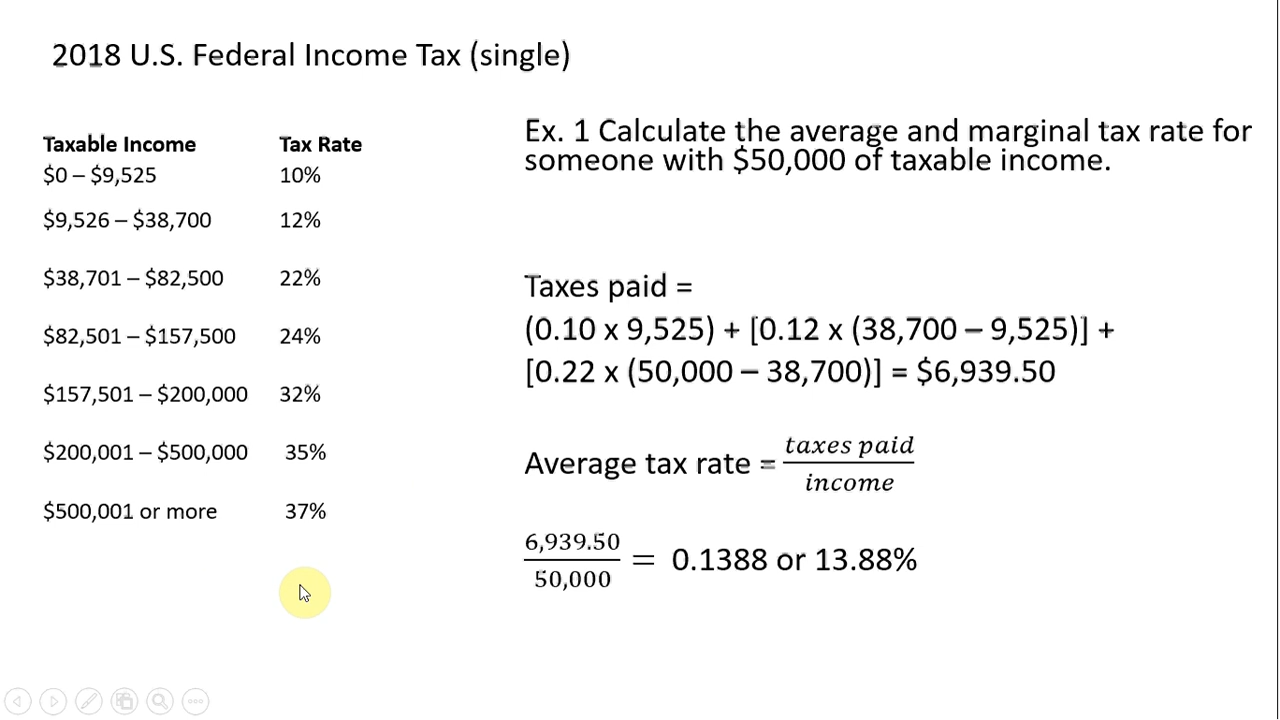 2018 U.S. Federal Income Tax (single)
Taxable Income Tax Rate
$0 – $9,525 10%
$9,526 – $38,700 12%
$38,701 – $82,500 22%
$82,501 – $157,500 24%
$157,501 – $200,000 32%
$200,001 – $500,000 35%
$500,001 or more 37%
Ex. 1 Calculate the average and marginal tax rate for
someone with $50,000 of taxable income.
Taxes paid =
(0.10 x 9,525) + [0.12 x (38,700 – 9,525)] +
[0.22 x (50,000 – 38,700)] = $6,939.50
Average tax rate = taxes paid / income
6,939.50 / 50,000 = 0.1388 or 13.88%